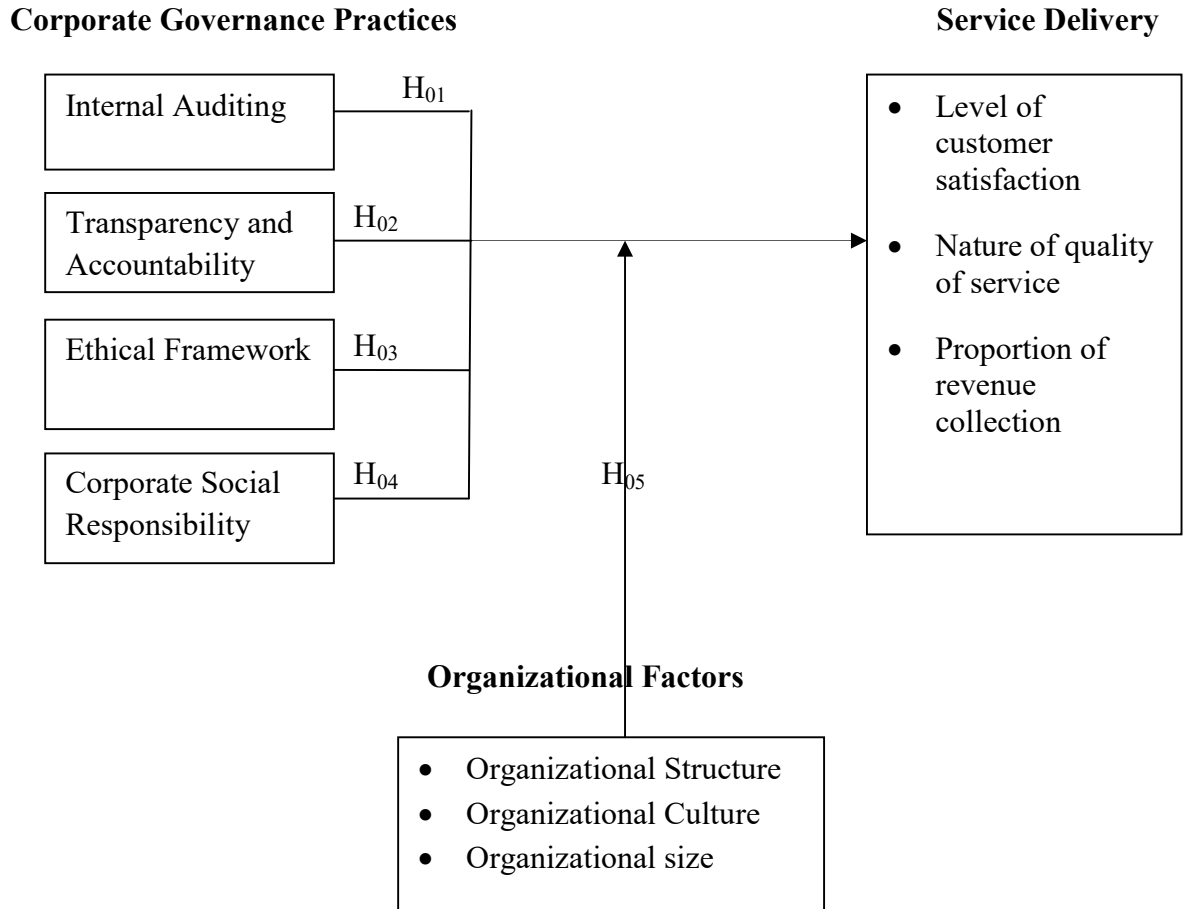 Corporate Governance Practices
Service Delivery
Internal Auditing
H01
Transparency and
Accountability
H02
Ethical Framework
H03
Corporate Social
Responsibility
H04
• Level of
customer
satisfaction
• Nature of quality
of service
• Proportion of
revenue
collection
H05
Organizational Factors
• Organizational Structure
• Organizational Culture
• Organizational size